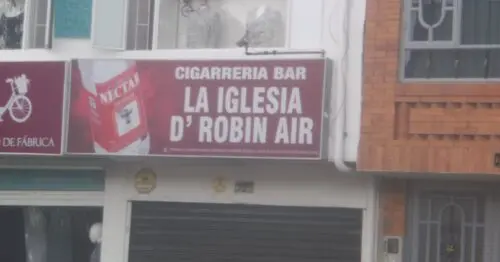 NECTAR
CIGARRERIA BAR
LA IGLESIA
D' ROBIN AIR
O DE FÁBRICA